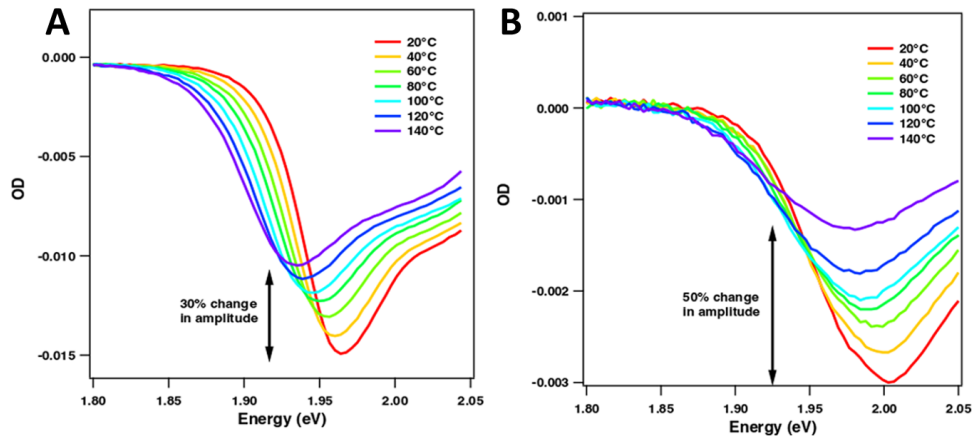 A
0.000
-0.005
-0.010
-0.015
OD
20°C
40°C
60°C
80°C
100°C
120°C
140°C
30% change
in amplitude
1.80
1.85
1.90
1.95
2.00
2.05
Energy (eV)
B
0.001
0.000
-0.001
-0.002
-0.003
OD
20°C
40°C
60°C
80°C
100°C
120°C
140°C
50% change
in amplitude
1.80
1.85
1.90
1.95
2.00
2.05
Energy (eV)